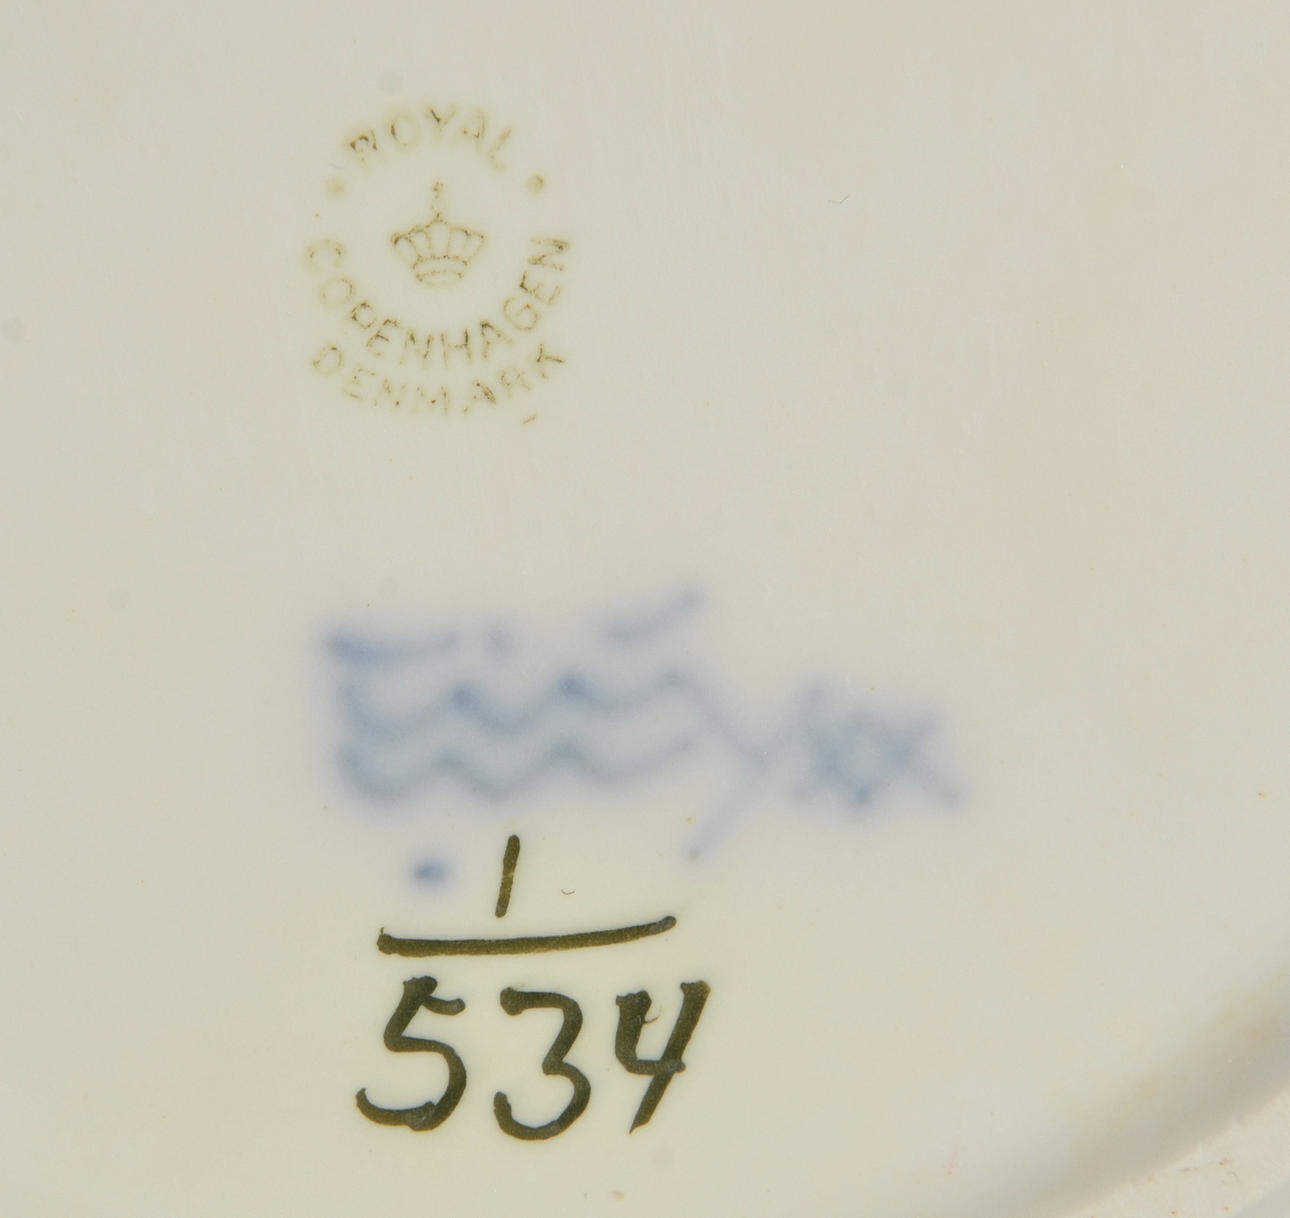 ROYAL
COPENHAGEN
DENMARK
1
534